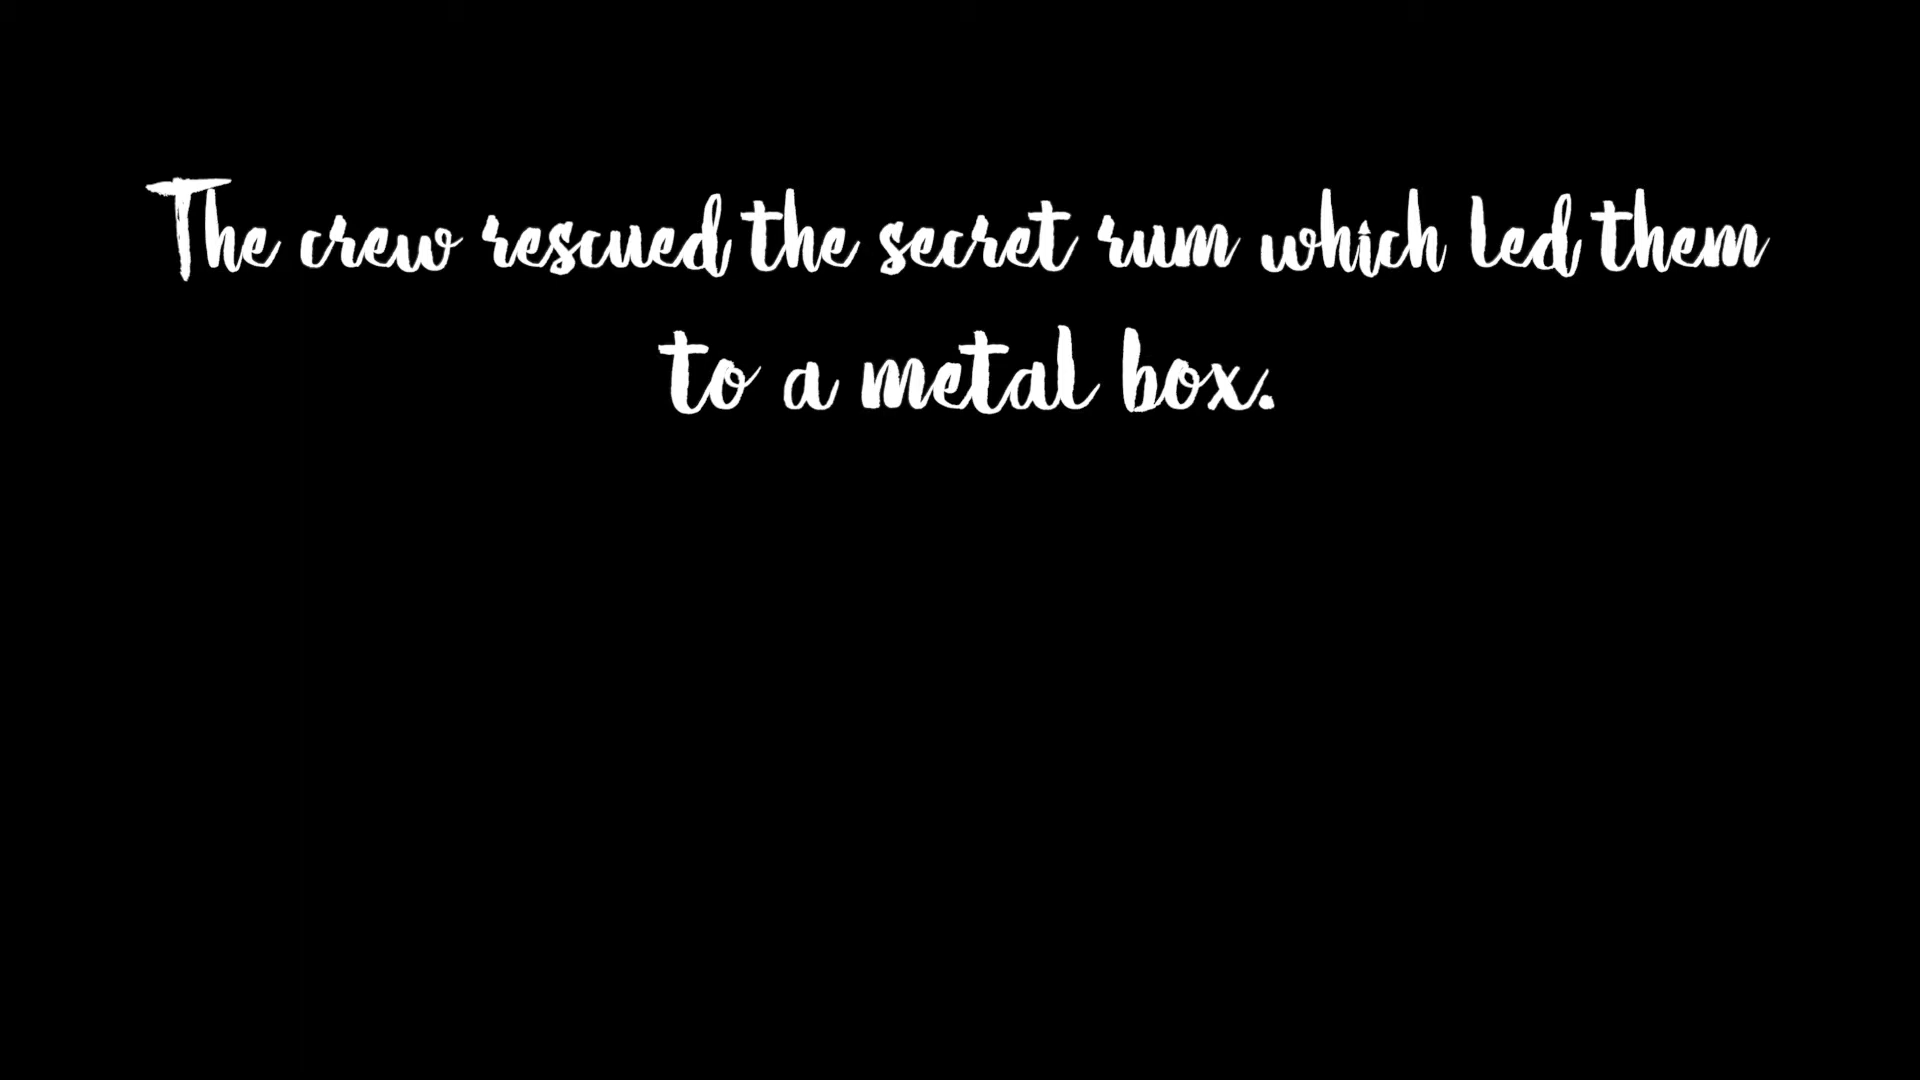 The crew rescued the secret rum which led them
to a metal box.